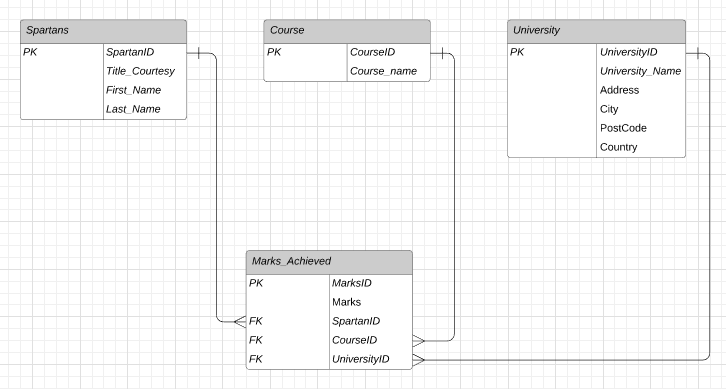 Spartans
PK SpartanID
Title_Courtesy
First_Name
Last_Name
Course
PK CourseID
Course_name
University
PK UniversityID
University_Name
Address
City
PostCode
Country
Marks_Achieved
PK MarksID
Marks
FK SpartanID
FK CourseID
FK UniversityID